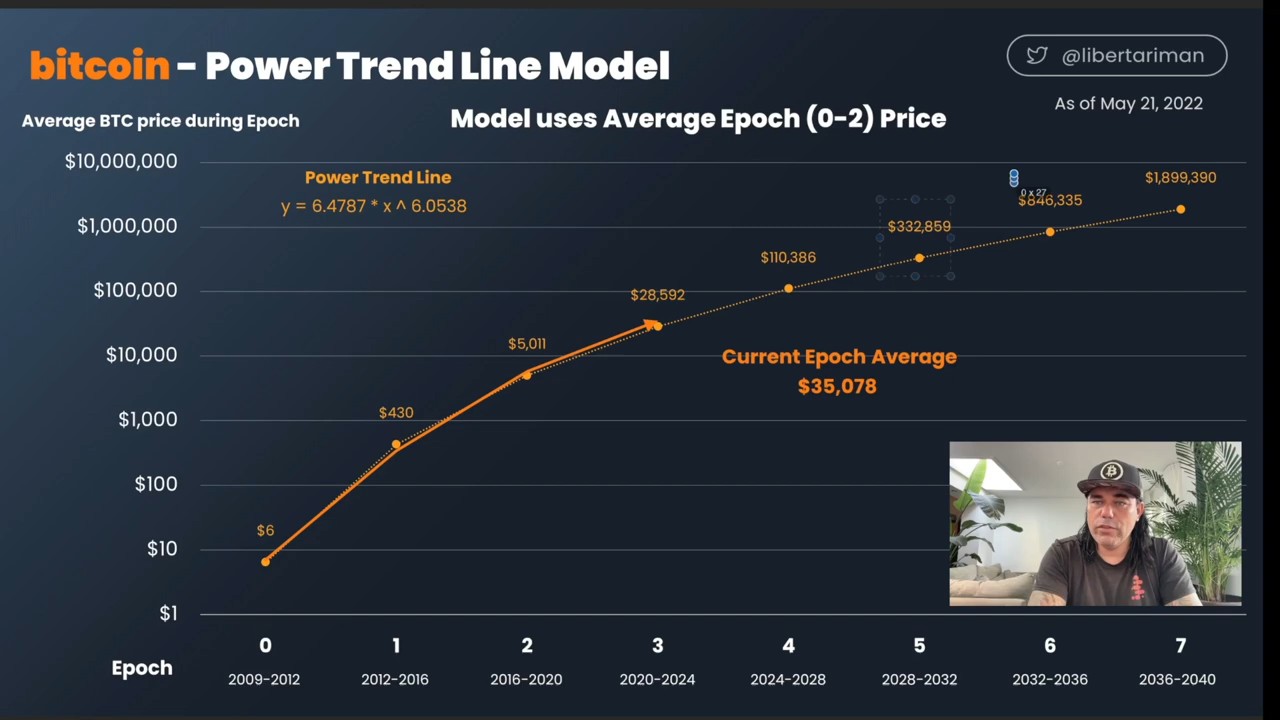 bitcoin - Power Trend Line Model
@libertariman
As of May 21, 2022
Average BTC price during Epoch
Model uses Average Epoch (0-2) Price
$10,000,000
$1,000,000
$100,000
$10,000
$1,000
$100
$10
$1
Power Trend Line
y = 6.4787 * x ^ 6.0538
$6
$430
$5,011
$28,592
$110,386
$332,859
$846,335
$1,899,390
0 x 27
Current Epoch Average
$35,078
Epoch
0 1 2 3 4 5 6 7
2009-2012 2012-2016 2016-2020 2020-2024 2024-2028 2028-2032 2032-2036 2036-2040